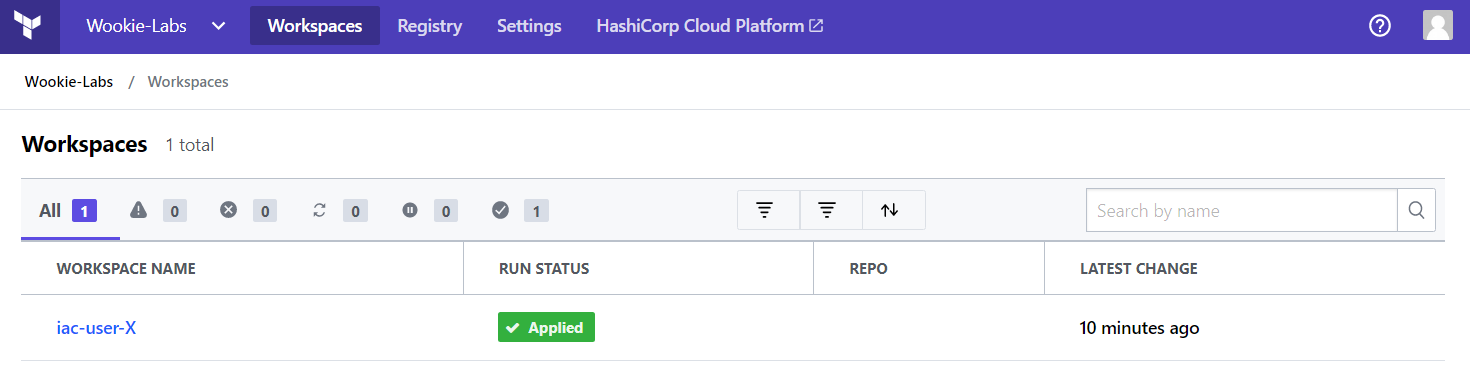 Wookie-Labs Workspaces Registry Settings HashiCorp Cloud Platform
Wookie-Labs / Workspaces
Workspaces 1 total
All 1 0 0 0 0 1 Search by name
WORKSPACE NAME RUN STATUS REPO LATEST CHANGE
iac-user-X Applied 10 minutes ago